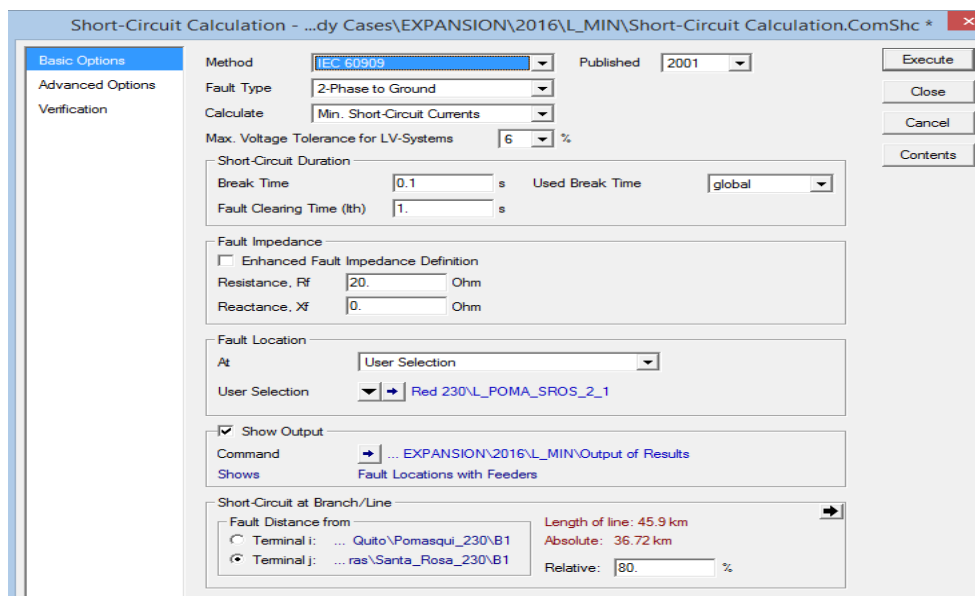 Short-Circuit Calculation - ...dy Cases\EXPANSION\2016\L_MIN\Short-Circuit Calculation.ComShc *
Basic Options
Advanced Options
Verification
Method IEC 60909 Published 2001
Fault Type 2-Phase to Ground
Calculate Min. Short-Circuit Currents
Max. Voltage Tolerance for LV-Systems 6 %
Short-Circuit Duration
Break Time 0.1 s Used Break Time global
Fault Clearing Time (Ith) 1. s
Fault Impedance
Enhanced Fault Impedance Definition
Resistance, Rf 20. Ohm
Reactance, Xf 0. Ohm
Fault Location
At User Selection
User Selection Red 230\L_POMA_SROS_2_1
Show Output
Command ... EXPANSION\2016\L_MIN\Output of Results
Shows Fault Locations with Feeders
Short-Circuit at Branch/Line
Fault Distance from
Terminal i: ... Quito\Pomasqui_230\B1
Terminal j: ...ras\Santa_Rosa_230\B1
Length of line: 45.9 km
Absolute: 36.72 km
Relative: 80. %
Execute
Close
Cancel
Contents